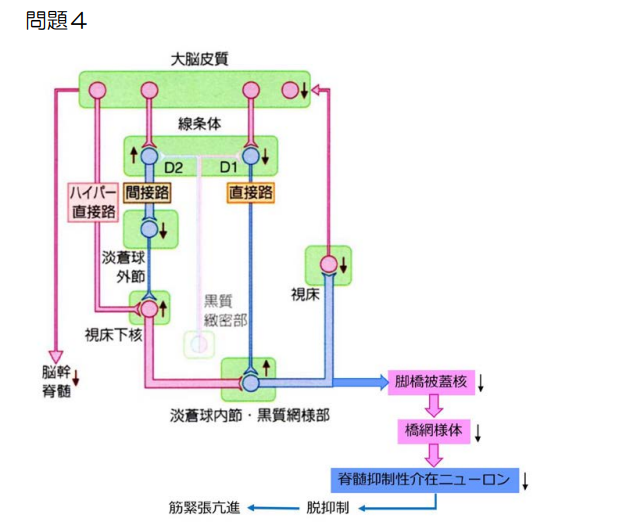 問題４
大脳皮質
線条体
D2
D1
ハイパー
直接路
間接路
直接路
淡蒼球
外節
黒質
緻密部
視床
視床下核
脳幹
脊髄
淡蒼球内節・黒質網様部
脚橋被蓋核
橋網様体
脊髄抑制性介在ニューロン
筋緊張亢進
脱抑制